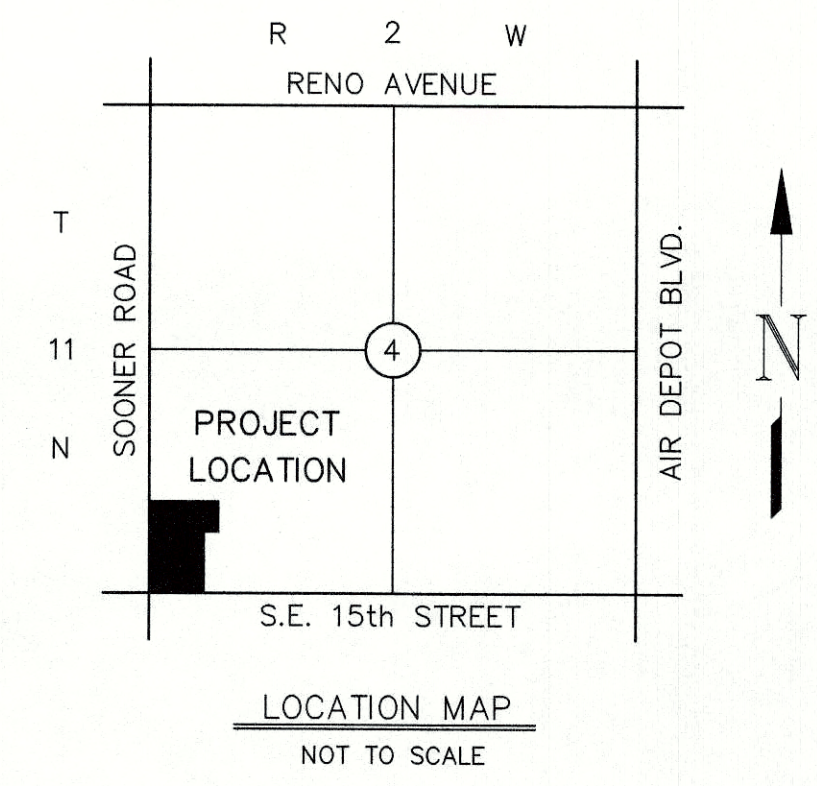 R 2 W
RENO AVENUE
T
11
N
SOONER ROAD
4
AIR DEPOT BLVD.
N
PROJECT
LOCATION
S.E. 15th STREET
LOCATION MAP
NOT TO SCALE